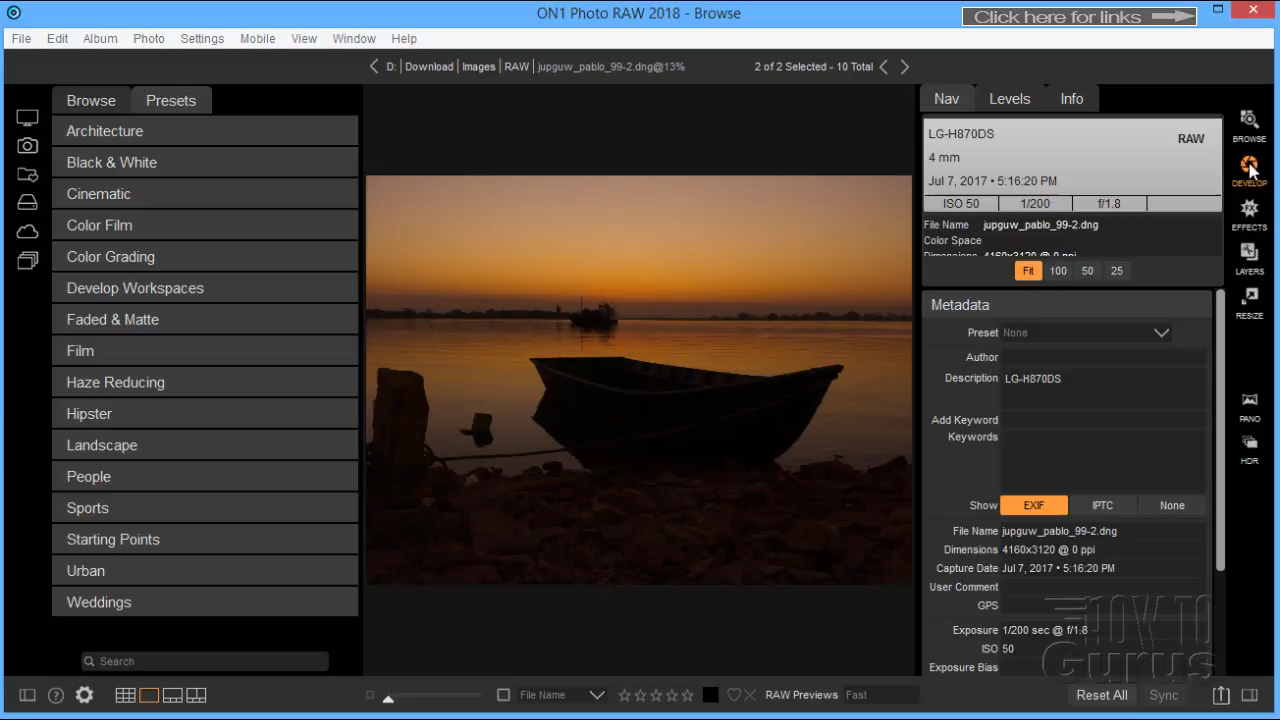 ON1 Photo RAW 2018 - Browse
Click here for links
File Edit Album Photo Settings Mobile View Window Help
D: Download Images RAW jupguw_pablo_99-2.dng@13%
2 of 2 Selected - 10 Total
Browse Presets
Architecture
Black & White
Cinematic
Color Film
Color Grading
Develop Workspaces
Faded & Matte
Film
Haze Reducing
Hipster
Landscape
People
Sports
Starting Points
Urban
Weddings
Search
Nav Levels Info
LG-H870DS
RAW
4 mm
Jul 7, 2017 • 5:16:20 PM
ISO 50 1/200 f/1.8
File Name jupguw_pablo_99-2.dng
Color Space
Dimensions 4160x3120 @ 0 ppi
Fit 100 50 25
Metadata
Preset None
Author
Description LG-H870DS
Add Keyword
Keywords
Show EXIF IPTC None
File Name jupguw_pablo_99-2.dng
Dimensions 4160x3120 @ 0 ppi
Capture Date Jul 7, 2017 • 5:16:20 PM
User Comment
GPS
Exposure 1/200 sec @ f/1.8
ISO 50
Exposure Bias
BROWSE
DEVELOP
EFFECTS
LAYERS
RESIZE
PANO
HDR
HOW TO
Gurus
File Name
RAW Previews Fast
Reset All Sync